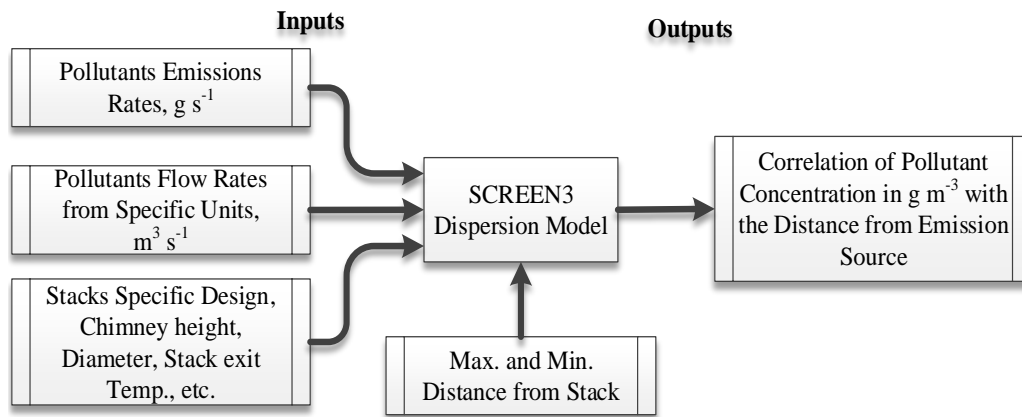 Inputs
Outputs
Pollutants Emissions
Rates, g s⁻¹
Pollutants Flow Rates
from Specific Units,
m³ s⁻¹
Stacks Specific Design,
Chimney height,
Diameter, Stack exit
Temp., etc.
SCREEN3
Dispersion Model
Max. and Min.
Distance from Stack
Correlation of Pollutant
Concentration in g m⁻³ with
the Distance from Emission
Source